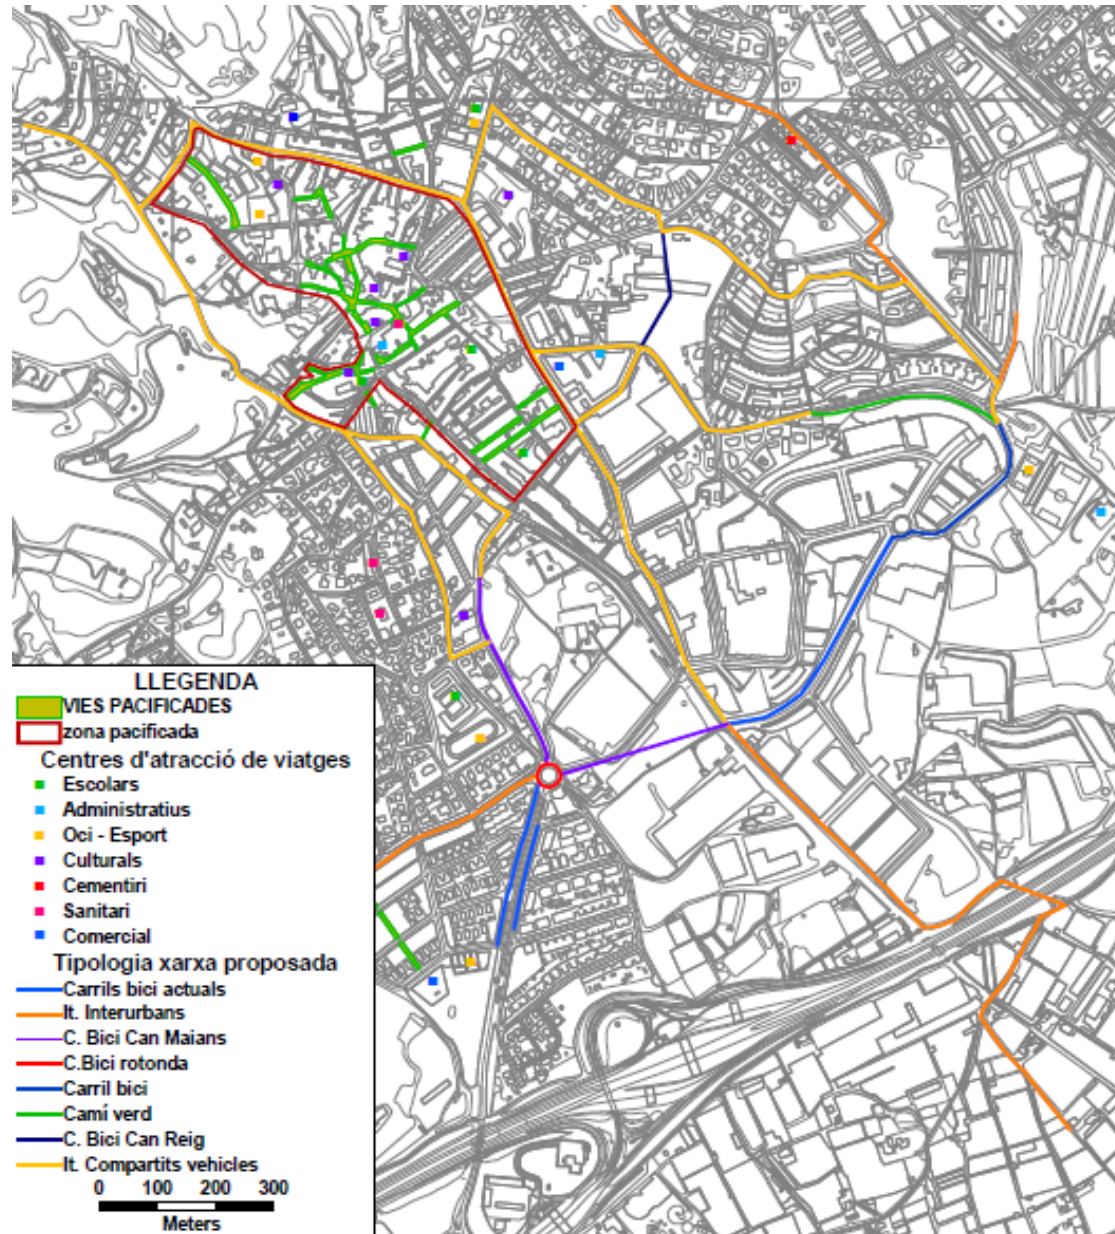 LLEGENDA
VIES PACIFICADES
zona pacificada
Centres d'atracció de viatges
Escolars
Administratius
Oci - Esport
Culturals
Cementiri
Sanitari
Comercial
Tipologia xarxa proposada
Carrils bici actuals
It. Interurbans
C. Bici Can Maians
C.Bici rotonda
Carril bici
Camí verd
C. Bici Can Reig
It. Compartits vehicles
0 100 200 300
Meters